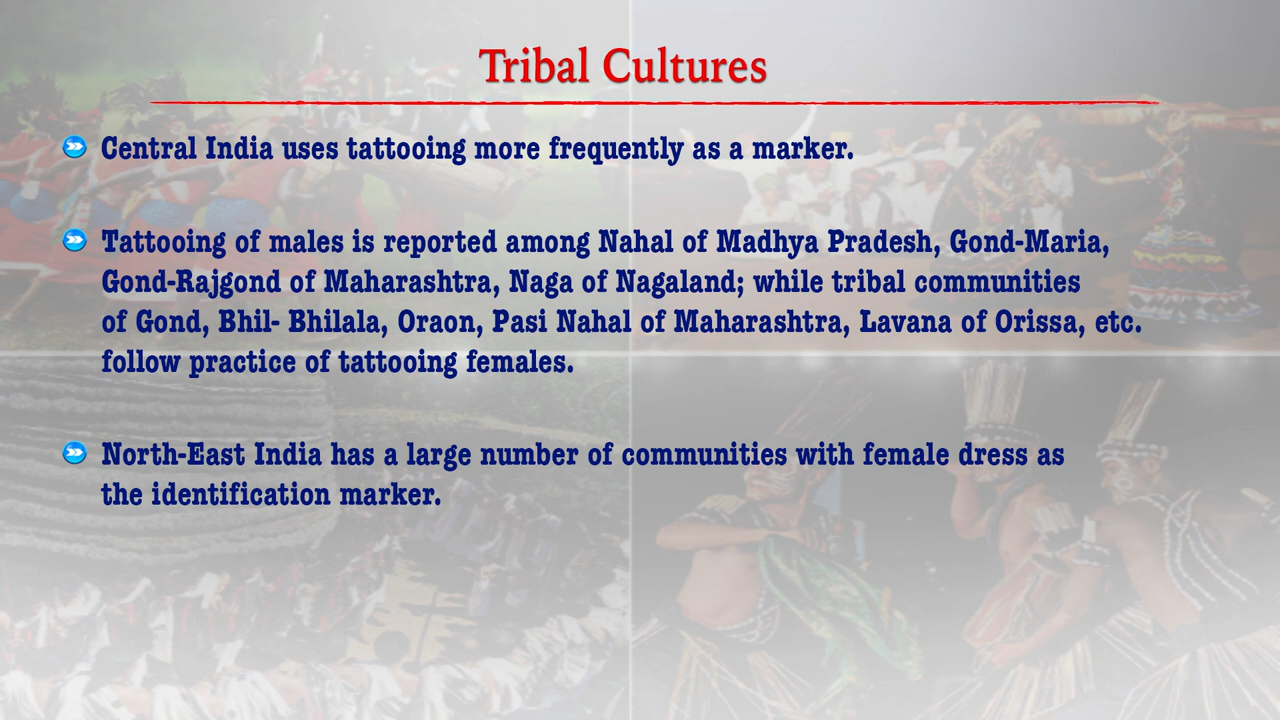 Tribal Cultures
Central India uses tattooing more frequently as a marker.
Tattooing of males is reported among Nahal of Madhya Pradesh, Gond-Maria,
Gond-Rajgond of Maharashtra, Naga of Nagaland; while tribal communities
of Gond, Bhil- Bhilala, Oraon, Pasi Nahal of Maharashtra, Lavana of Orissa, etc.
follow practice of tattooing females.
North-East India has a large number of communities with female dress as
the identification marker.